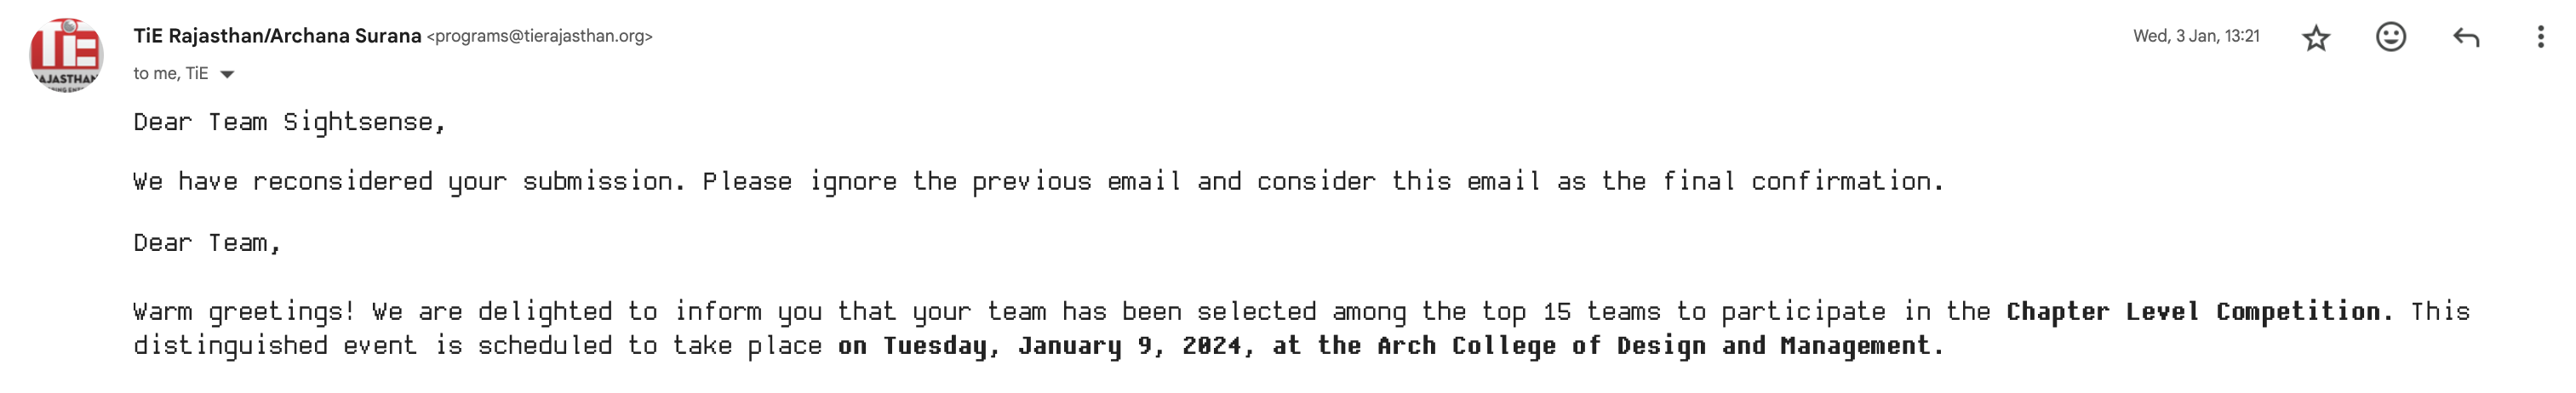 TiE Rajasthan/Archana Surana <programs@tierajasthan.org>
Wed, 3 Jan, 13:21
to me, TiE
TiE
AJASTHAN
Dear Team Sightsense,
We have reconsidered your submission. Please ignore the previous email and consider this email as the final confirmation.
Dear Team,
Warm greetings! We are delighted to inform you that your team has been selected among the top 15 teams to participate in the Chapter Level Competition. This
distinguished event is scheduled to take place on Tuesday, January 9, 2024, at the Arch College of Design and Management.